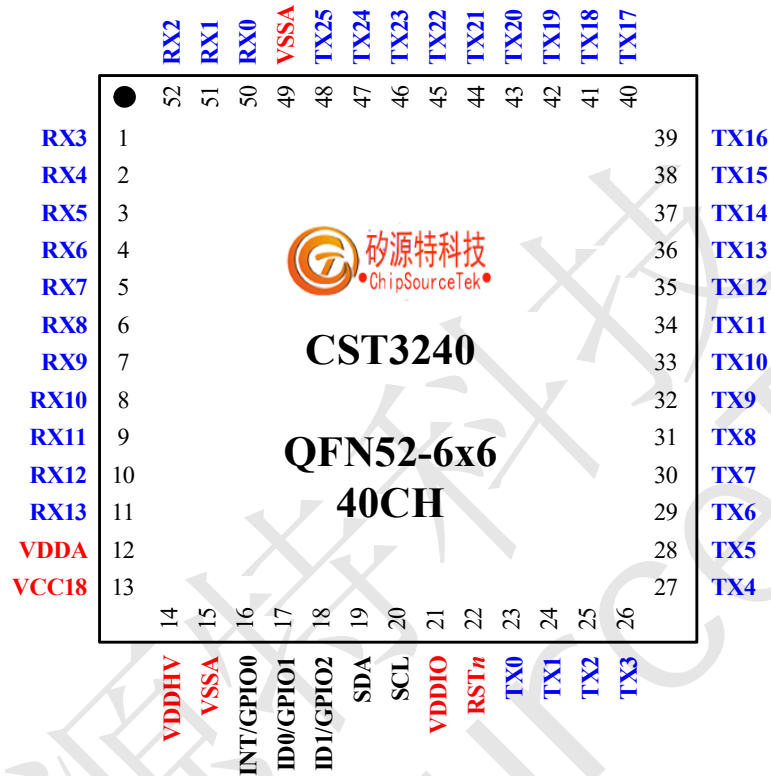 RX2 RX1 RX0 VSSA TX25 TX24 TX23 TX22 TX21 TX20 TX19 TX18 TX17
52 51 50 49 48 47 46 45 44 43 42 41 40
RX3 1 39 TX16
RX4 2 38 TX15
RX5 3 37 TX14
RX6 4 36 TX13
RX7 5 35 TX12
RX8 6 34 TX11
RX9 7 33 TX10
RX10 8 32 TX9
RX11 9 31 TX8
RX12 10 30 TX7
RX13 11 29 TX6
VDDA 12 28 TX5
VCC18 13 27 TX4
矽源特科技
ChipSourceTek
CST3240
QFN52-6x6
40CH
14 15 16 17 18 19 20 21 22 23 24 25 26
VDDHV VSSA INT/GPIO0 ID0/GPIO1 ID1/GPIO2 SDA SCL VDDIO RSTn TX0 TX1 TX2 TX3
源特科技
urceT